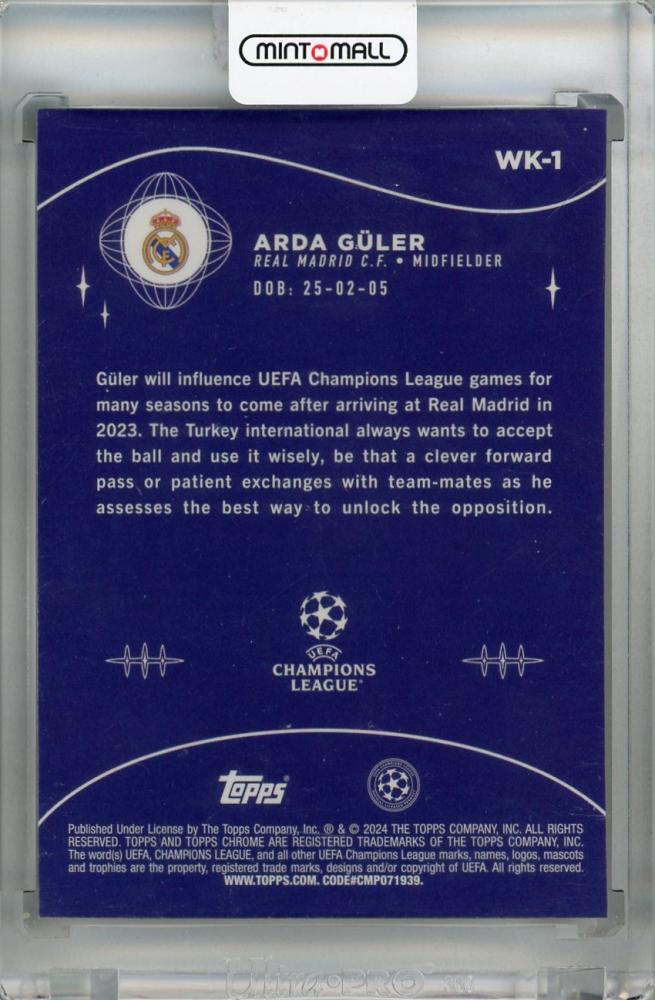 MINT MALL
WK-1
ARDA GÜLER
REAL MADRID C.F. • MIDFIELDER
DOB: 25-02-05
Güler will influence UEFA Champions League games for
many seasons to come after arriving at Real Madrid in
2023. The Turkey international always wants to accept
the ball and use it wisely, be that a clever forward
pass or patient exchanges with team-mates as he
assesses the best way to unlock the opposition.
UEFA
CHAMPIONS
LEAGUE®
Topps®
Published Under License by The Topps Company, Inc. ® & © 2024 THE TOPPS COMPANY, INC. ALL RIGHTS
RESERVED. TOPPS AND TOPPS CHROME ARE REGISTERED TRADEMARKS OF THE TOPPS COMPANY, INC.
The word(s) UEFA, CHAMPIONS LEAGUE, and all other UEFA Champions League marks, names, logos, mascots
and trophies are the property, registered trade marks, designs and/or copyright of UEFA. All rights reserved.
WWW.TOPPS.COM. CODE#CMP071939.
Ultra•PRO